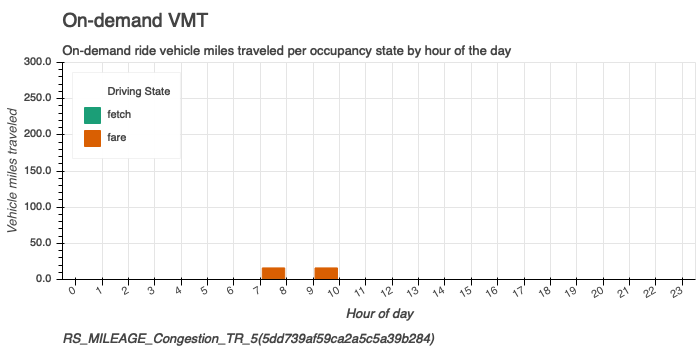 On-demand VMT
On-demand ride vehicle miles traveled per occupancy state by hour of the day
300.0
250.0
200.0
150.0
100.0
50.0
0.0
Vehicle miles traveled
Driving State
fetch
fare
0 1 2 3 4 5 6 7 8 9 10 11 12 13 14 15 16 17 18 19 20 21 22 23
Hour of day
RS_MILEAGE_Congestion_TR_5(5dd739af59ca2a5c5a39b284)